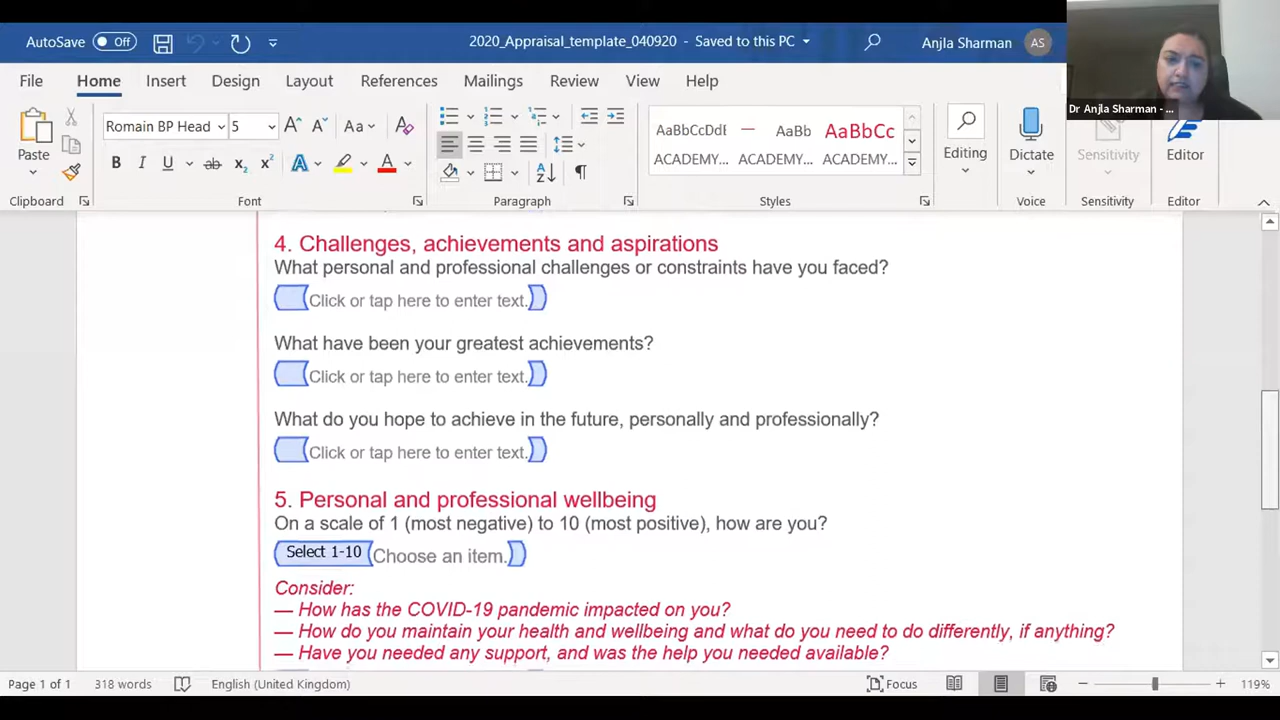 AutoSave Off 2020_Appraisal_template_040920 - Saved to this PC Anjla Sharman AS
Dr Anjla Sharman - ...
File Home Insert Design Layout References Mailings Review View Help
Paste
Romain BP Head 5 Aa
AaBbCcDdE AaBb AaBbCc
ACADEMY... ACADEMY... ACADEMY...
Editing Dictate Sensitivity Editor
Clipboard Font Paragraph Styles Voice Sensitivity Editor
4. Challenges, achievements and aspirations
What personal and professional challenges or constraints have you faced?
Click or tap here to enter text.
What have been your greatest achievements?
Click or tap here to enter text.
What do you hope to achieve in the future, personally and professionally?
Click or tap here to enter text.
5. Personal and professional wellbeing
On a scale of 1 (most negative) to 10 (most positive), how are you?
Select 1-10 Choose an item.
Consider:
— How has the COVID-19 pandemic impacted on you?
— How do you maintain your health and wellbeing and what do you need to do differently, if anything?
— Have you needed any support, and was the help you needed available?
Page 1 of 1 318 words English (United Kingdom) Focus 119%